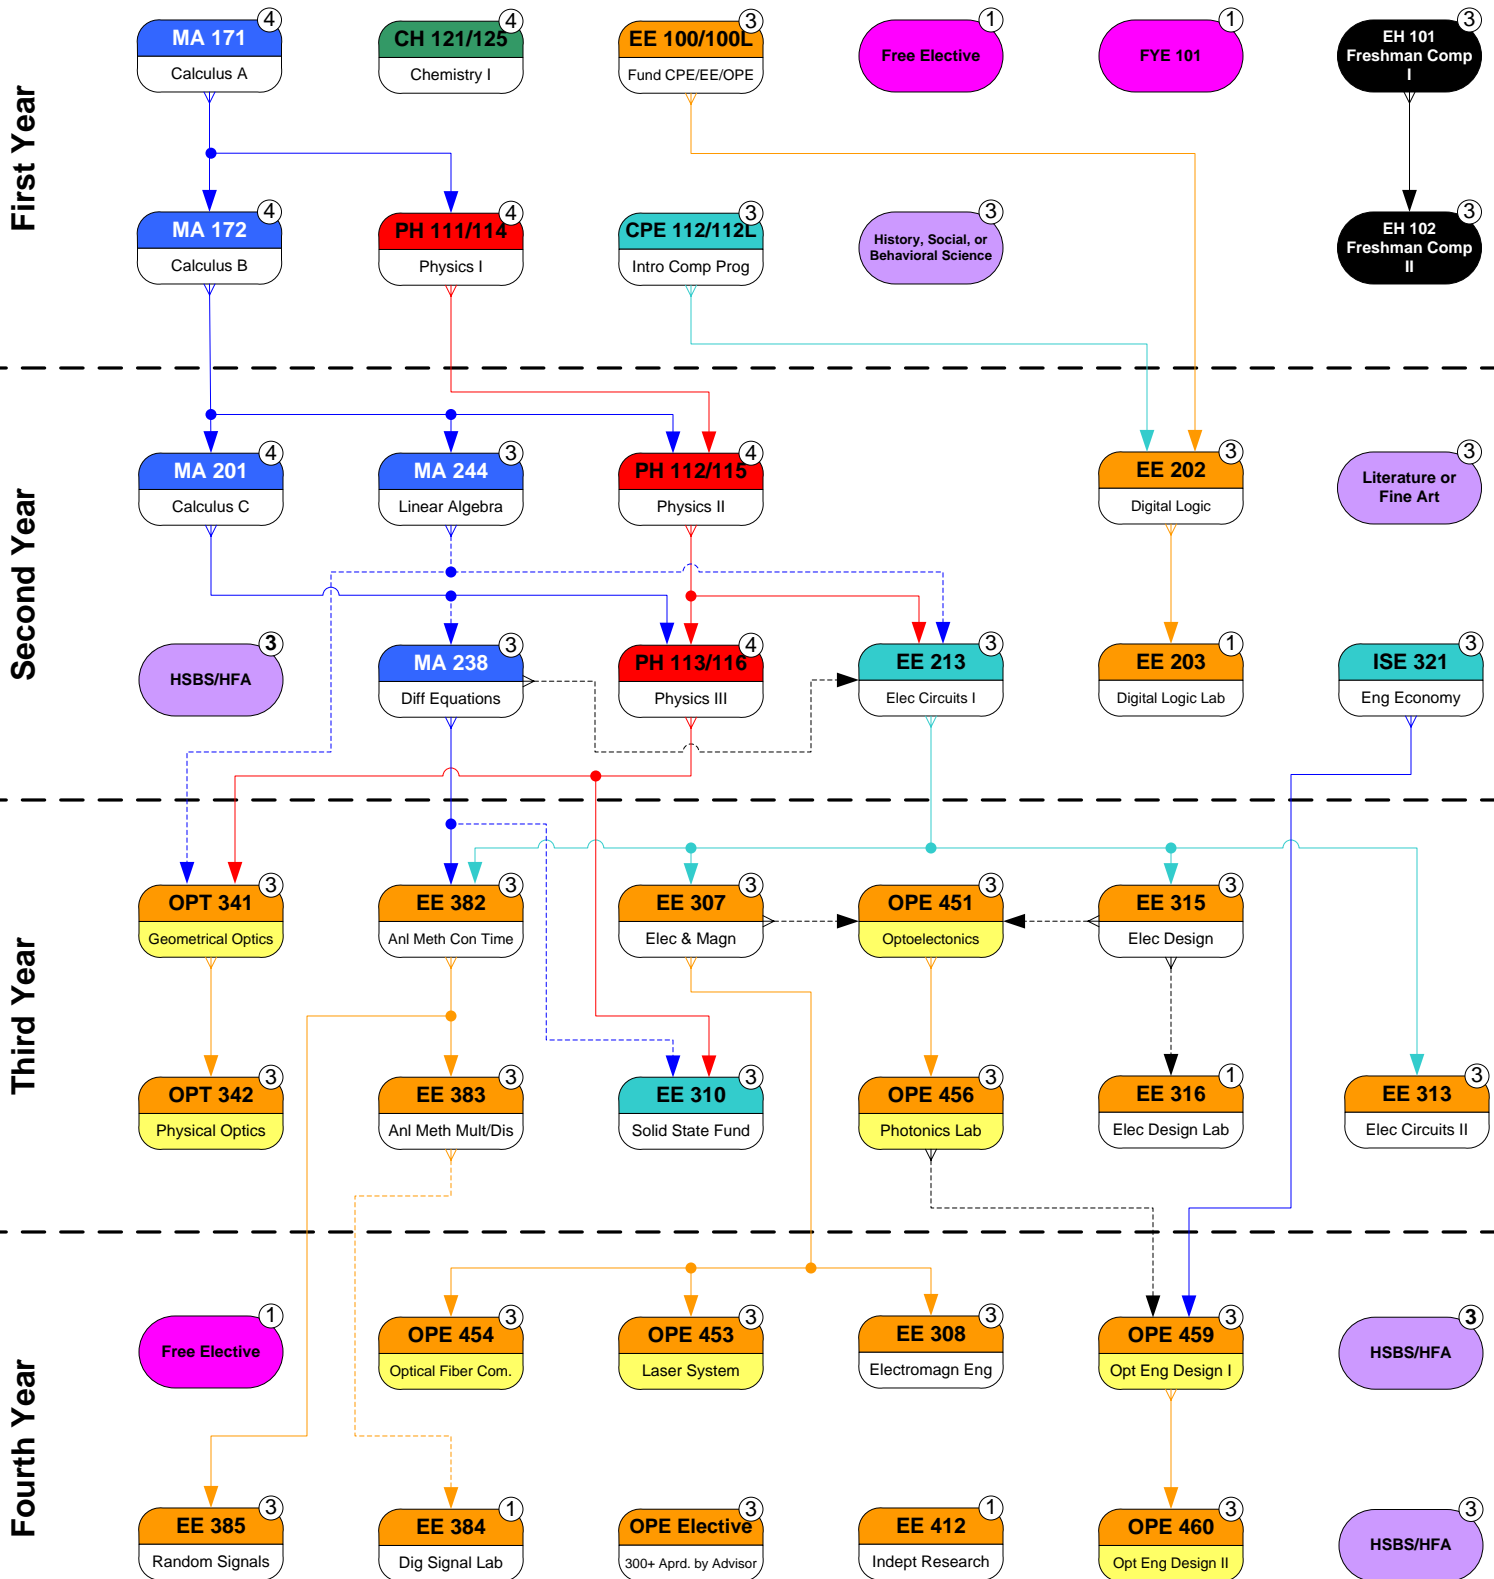 First Year
4
MA 171
Calculus A
4
CH 121/125
Chemistry I
3
EE 100/100L
Fund CPE/EE/OPE
1
Free Elective
1
FYE 101
3
EH 101
Freshman Comp
I
4
MA 172
Calculus B
4
PH 111/114
Physics I
3
CPE 112/112L
Intro Comp Prog
3
History, Social, or
Behavioral Science
3
EH 102
Freshman Comp
II
Second Year
4
MA 201
Calculus C
3
MA 244
Linear Algebra
4
PH 112/115
Physics II
3
EE 202
Digital Logic
3
Literature or
Fine Art
3
HSBS/HFA
3
MA 238
Diff Equations
4
PH 113/116
Physics III
3
EE 213
Elec Circuits I
1
EE 203
Digital Logic Lab
3
ISE 321
Eng Economy
Third Year
3
OPT 341
Geometrical Optics
3
EE 382
Anl Meth Con Time
3
EE 307
Elec & Magn
3
OPE 451
Optoelectonics
3
EE 315
Elec Design
3
OPT 342
Physical Optics
3
EE 383
Anl Meth Mult/Dis
3
EE 310
Solid State Fund
3
OPE 456
Photonics Lab
1
EE 316
Elec Design Lab
3
EE 313
Elec Circuits II
Fourth Year
1
Free Elective
3
OPE 454
Optical Fiber Com.
3
OPE 453
Laser System
3
EE 308
Electromagn Eng
3
OPE 459
Opt Eng Design I
3
HSBS/HFA
3
EE 385
Random Signals
1
EE 384
Dig Signal Lab
3
OPE Elective
300+ Aprd. by Advisor
1
EE 412
Indept Research
3
OPE 460
Opt Eng Design II
3
HSBS/HFA